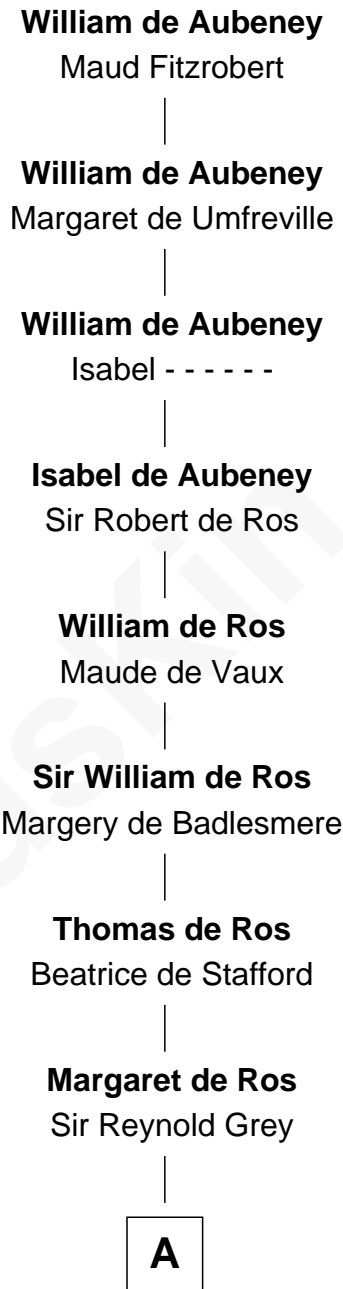 William de Aubeney
Maud Fitzrobert
William de Aubeney
Margaret de Umfreville
William de Aubeney
Isabel - - - - - -
Isabel de Aubeney
Sir Robert de Ros
William de Ros
Maude de Vaux
Sir William de Ros
Margery de Badlesmere
Thomas de Ros
Beatrice de Stafford
Margaret de Ros
Sir Reynold Grey
A